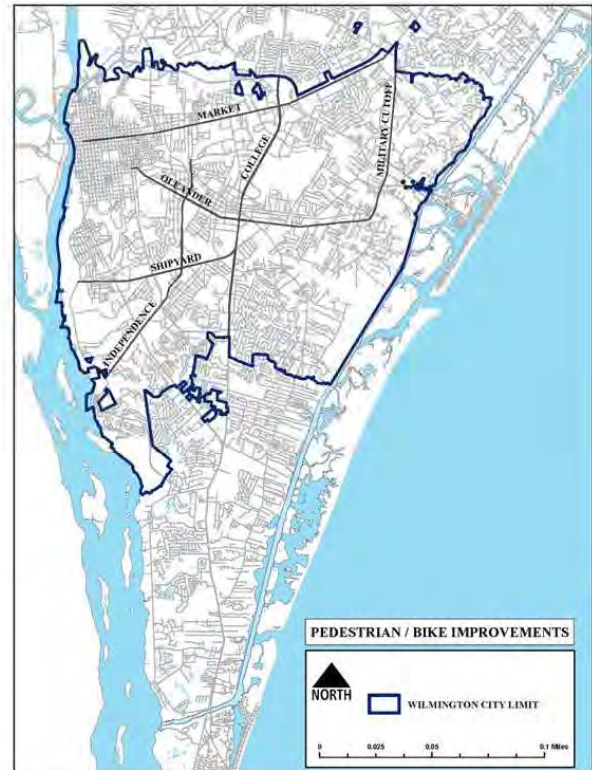 MARKET
COLLEGE
MILITARY CUTOFF
OLEANDER
SHIPYARD
INDEPENDENCE
PEDESTRIAN / BIKE IMPROVEMENTS
NORTH
WILMINGTON CITY LIMIT
0 0.025 0.05 0.1 Miles